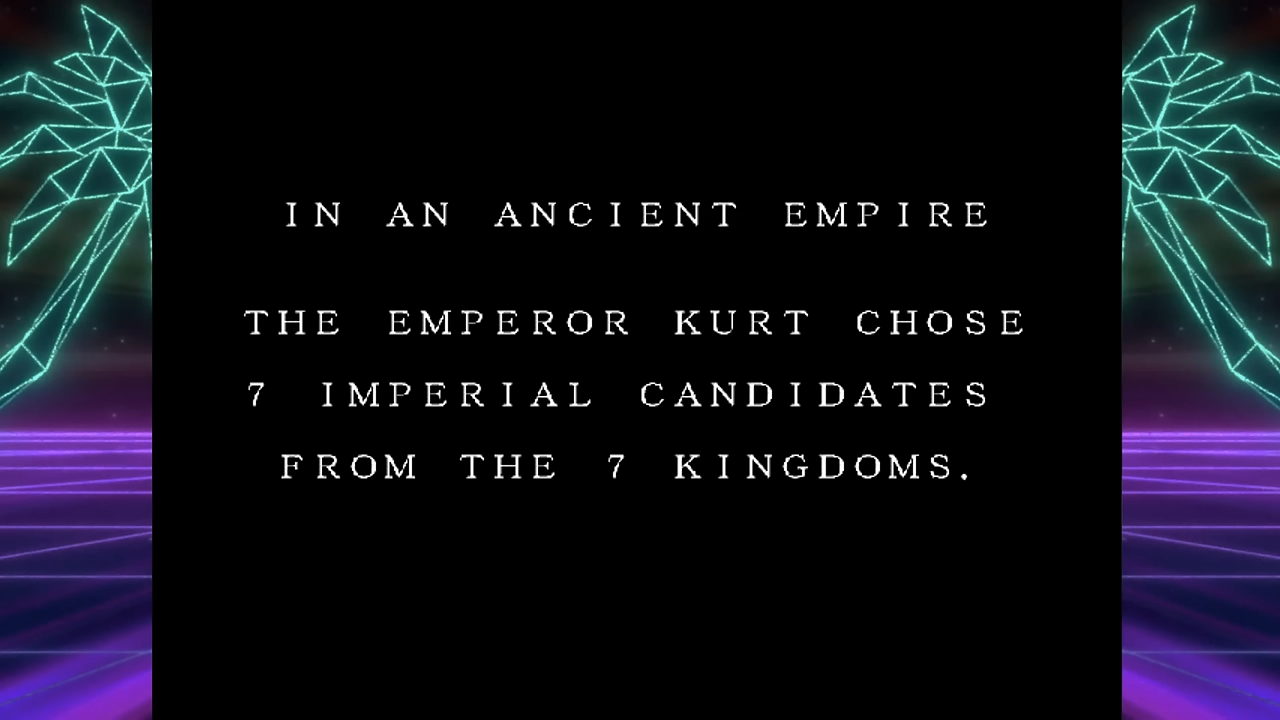 IN AN ANCIENT EMPIRE
THE EMPEROR KURT CHOSE
7 IMPERIAL CANDIDATES
FROM THE 7 KINGDOMS.